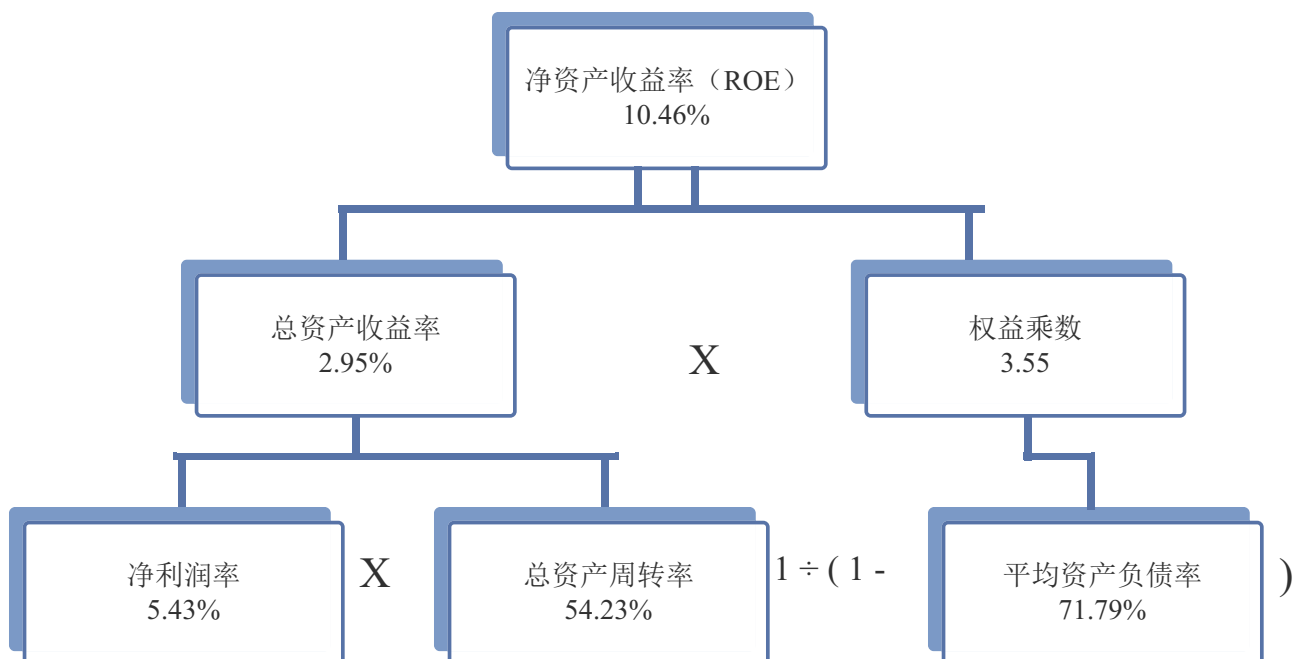 净资产收益率（ROE）
10.46%
总资产收益率
2.95%
X
权益乘数
3.55
净利润率
5.43%
X
总资产周转率
54.23%
1 ÷ ( 1 -
平均资产负债率
71.79%
)